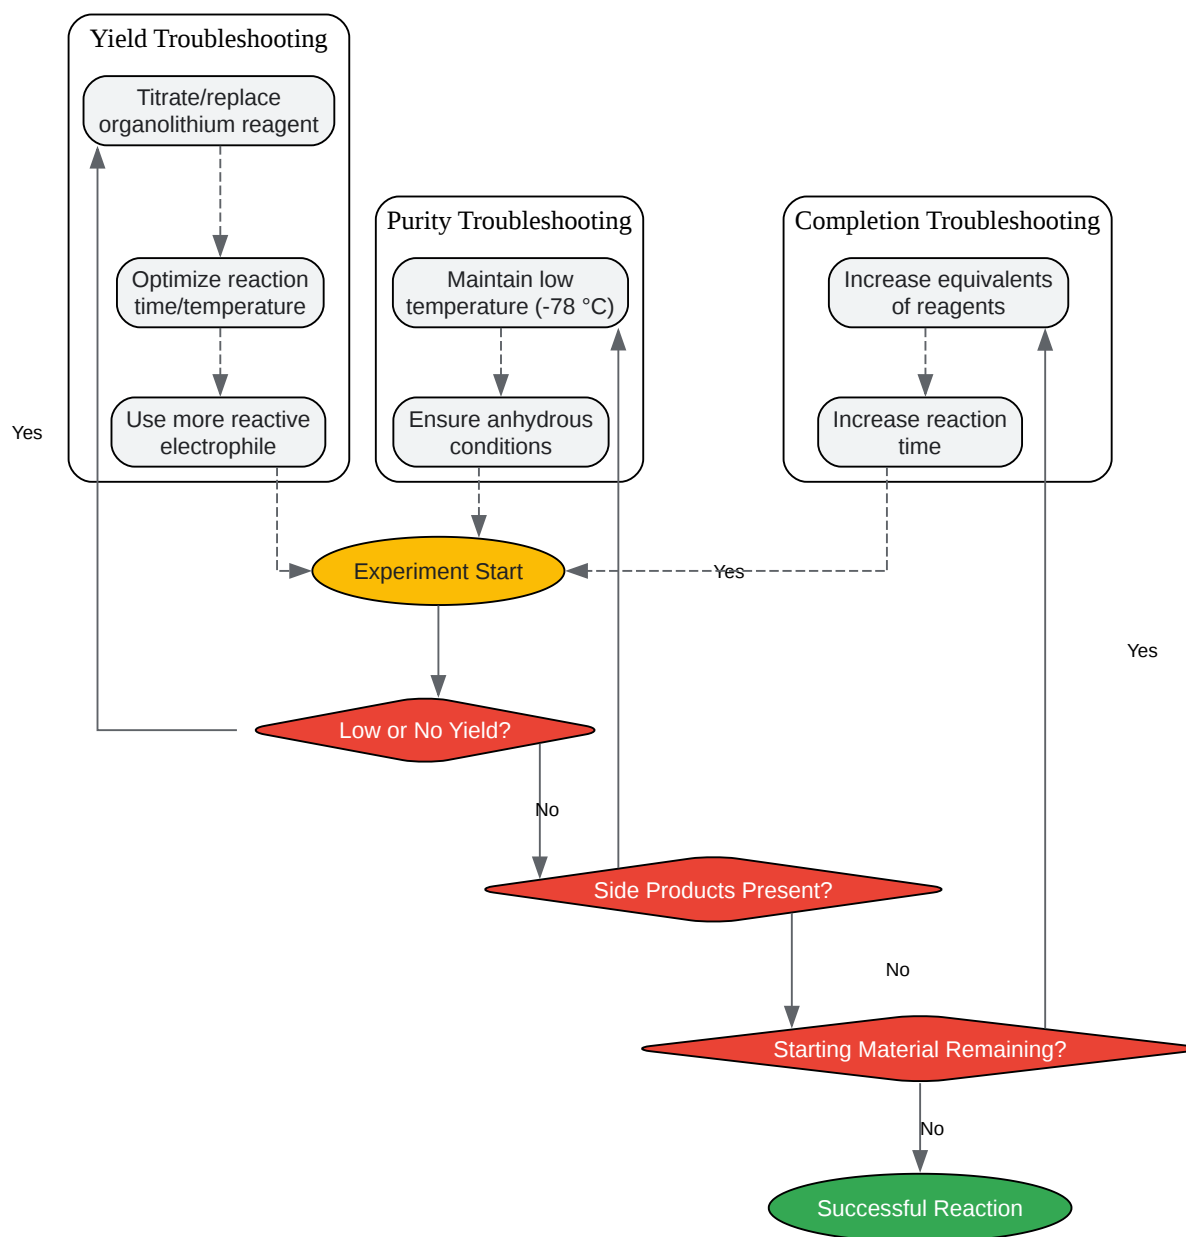 Yield Troubleshooting
Titrate/replace
organolithium reagent
Purity Troubleshooting
Completion Troubleshooting
Optimize reaction
time/temperature
Maintain low
temperature (-78 °C)
Increase equivalents
of reagents
Use more reactive
electrophile
Ensure anhydrous
conditions
Increase reaction
time
Yes
Experiment Start
Yes
Yes
Low or No Yield?
No
Side Products Present?
No
Starting Material Remaining?
No
Successful Reaction